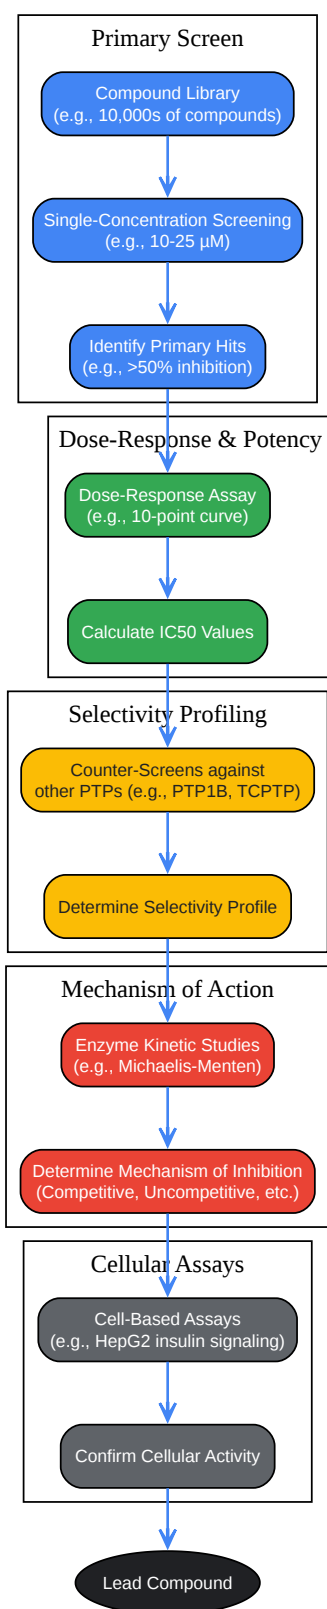 Primary Screen
Compound Library
(e.g., 10,000s of compounds)
Single-Concentration Screening
(e.g., 10-25 µM)
Identify Primary Hits
(e.g., >50% inhibition)
Dose-Response & Potency
Dose-Response Assay
(e.g., 10-point curve)
Calculate IC50 Values
Selectivity Profiling
Counter-Screens against
other PTPs (e.g., PTP1B, TCPTP)
Determine Selectivity Profile
Mechanism of Action
Enzyme Kinetic Studies
(e.g., Michaelis-Menten)
Determine Mechanism of Inhibition
(Competitive, Uncompetitive, etc.)
Cellular Assays
Cell-Based Assays
(e.g., HepG2 insulin signaling)
Confirm Cellular Activity
Lead Compound